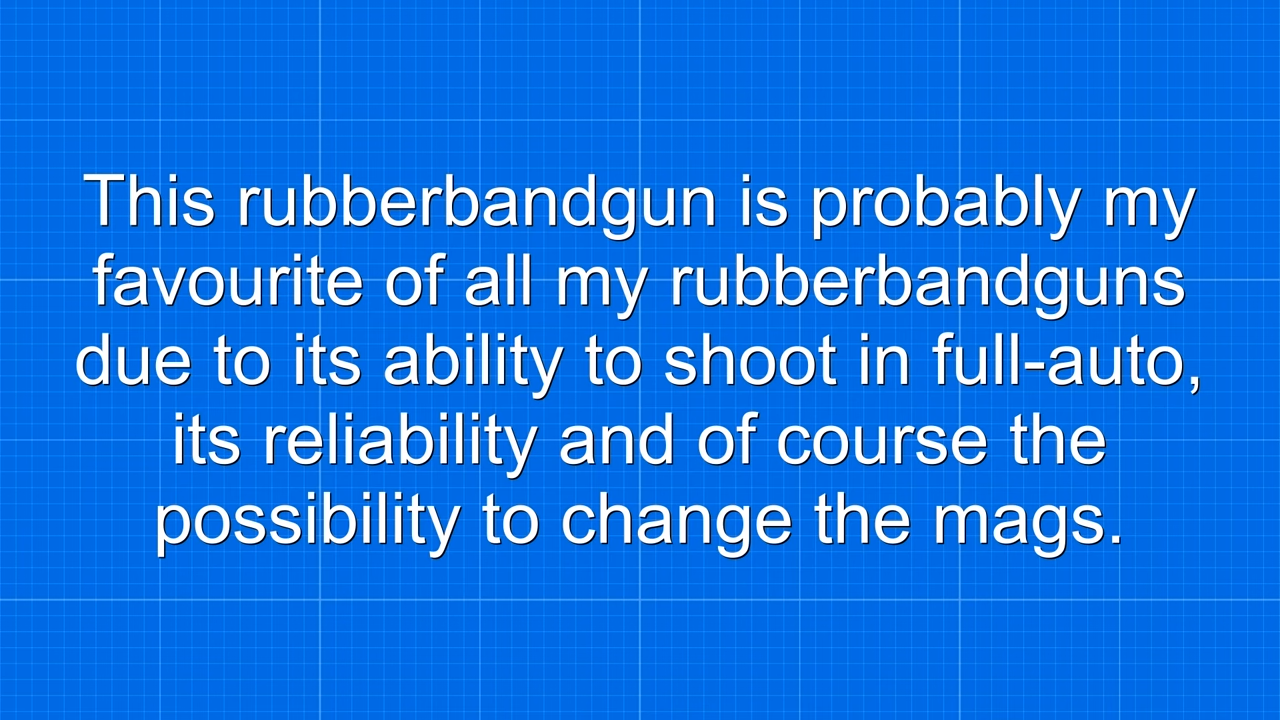 This rubberbandgun is probably my
favourite of all my rubberbandguns
due to its ability to shoot in full-auto,
its reliability and of course the
possibility to change the mags.